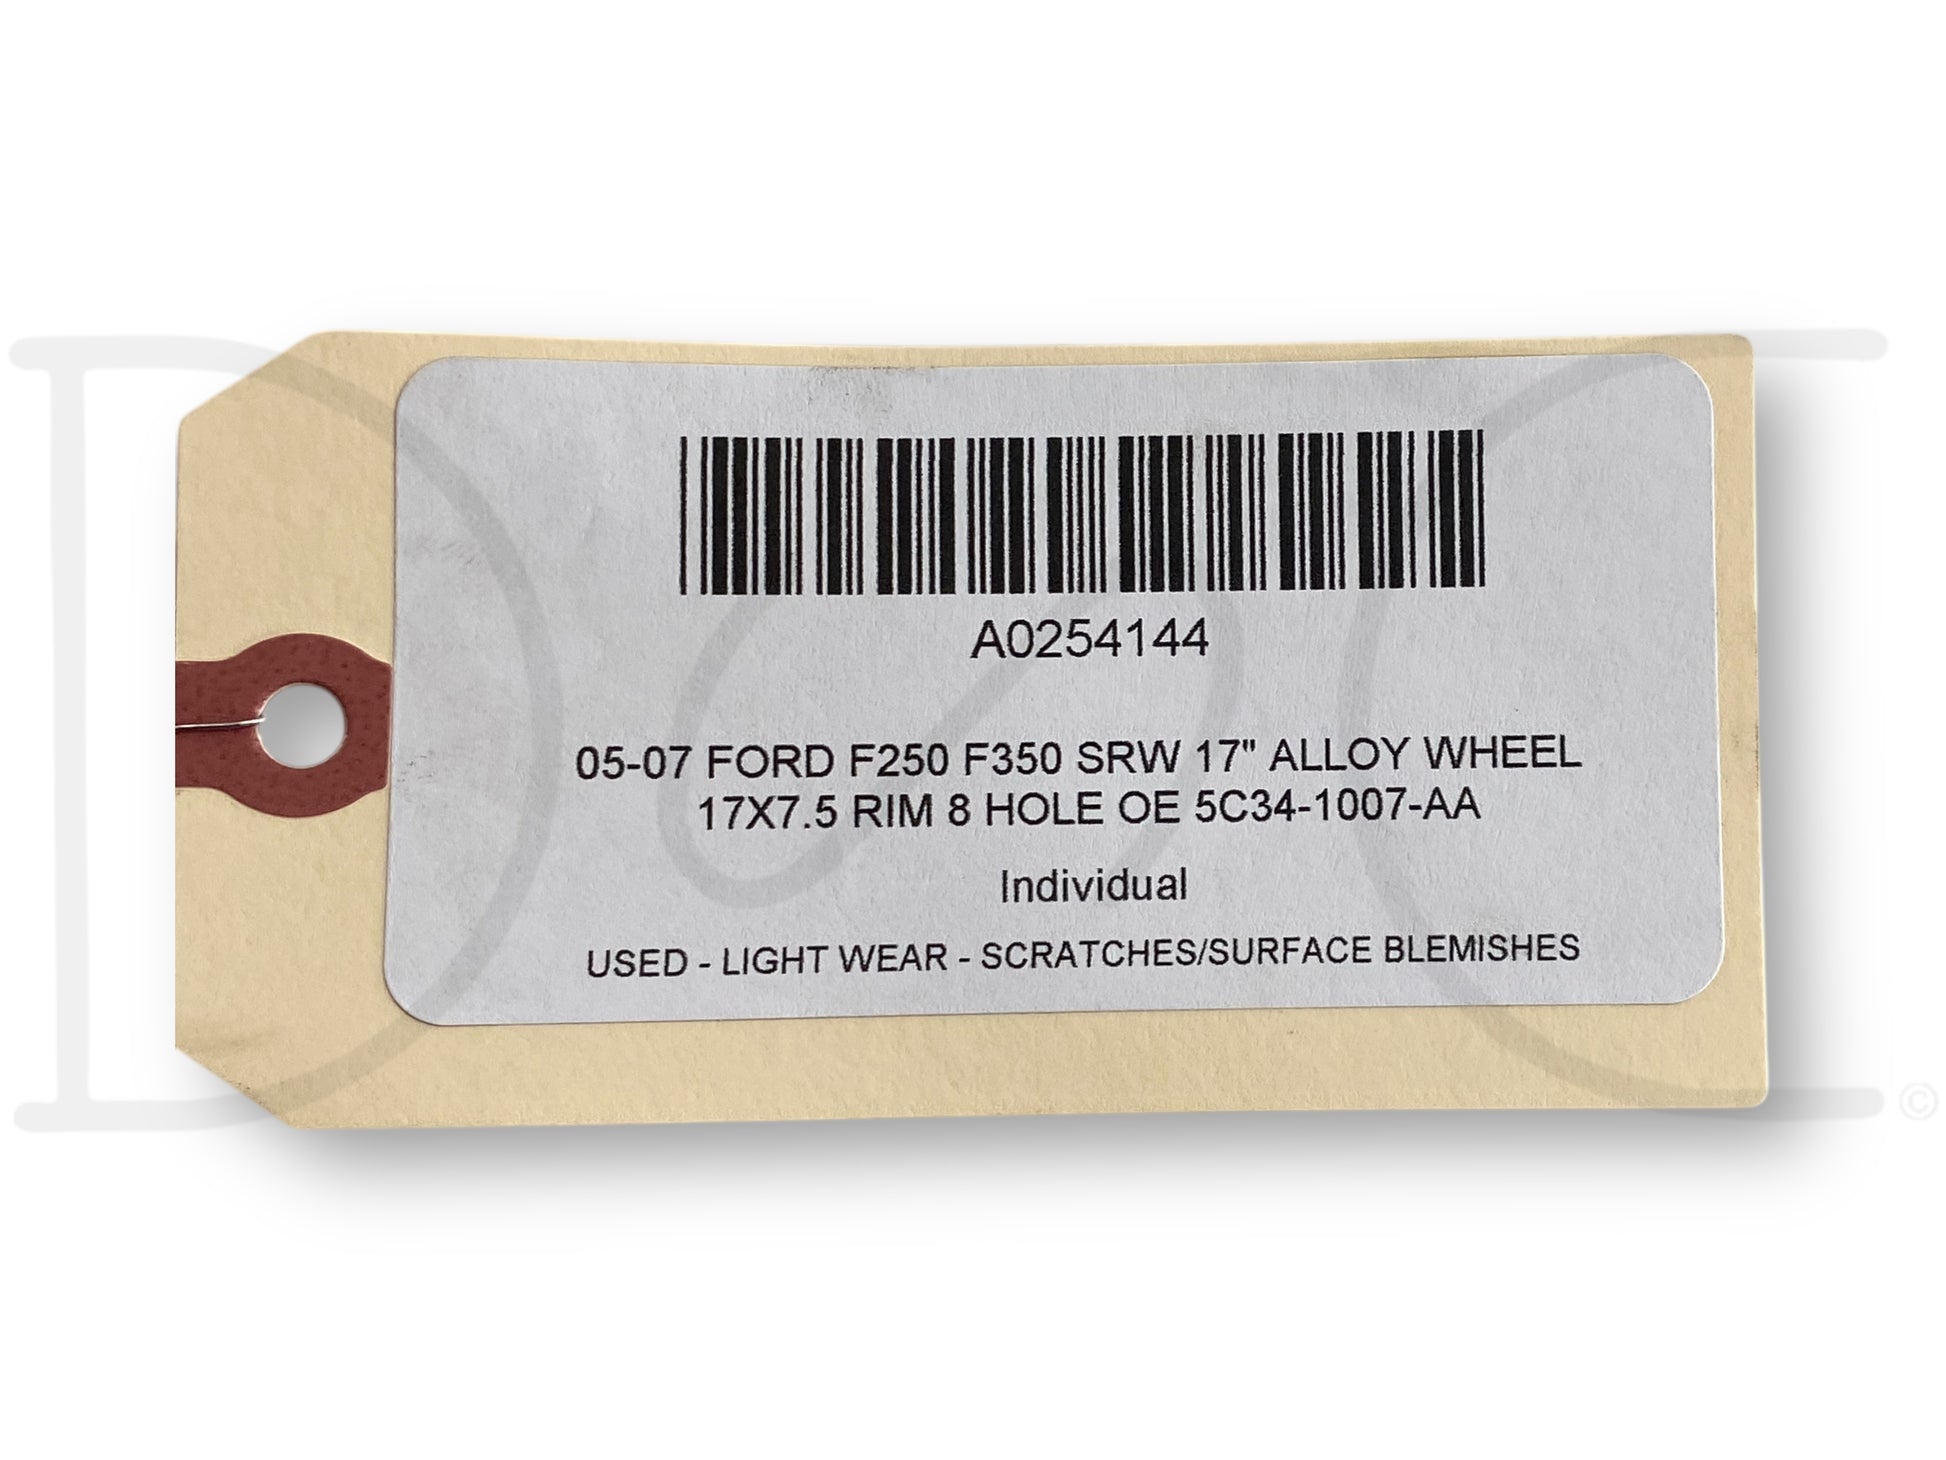 A0254144
05-07 FORD F250 F350 SRW 17" ALLOY WHEEL
17X7.5 RIM 8 HOLE OE 5C34-1007-AA
Individual
USED - LIGHT WEAR - SCRATCHES/SURFACE BLEMISHES
©